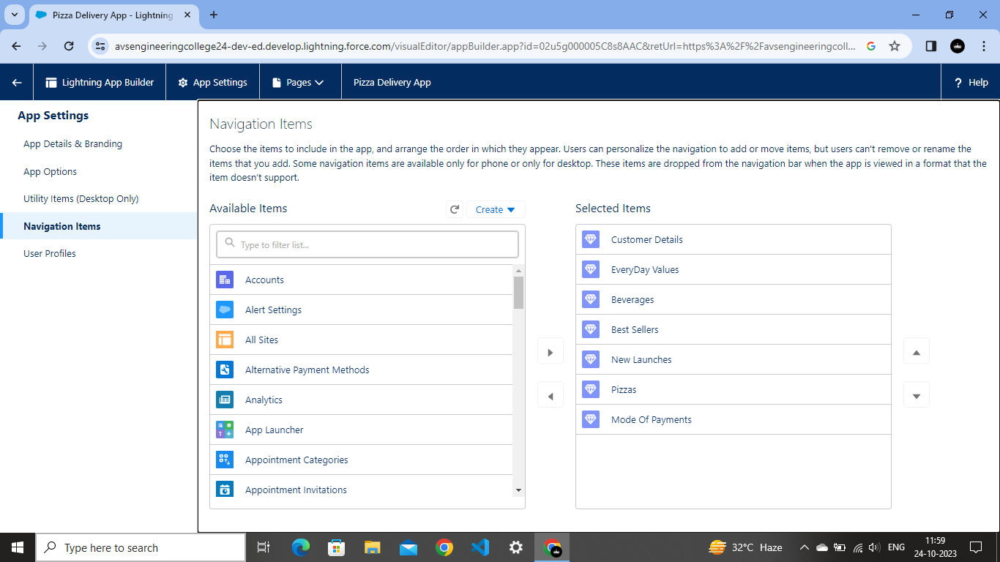 Pizza Delivery App - Lightning
avsengineeringcollege24-dev-ed.develop.lightning.force.com/visualEditor/appBuilder.app?id=02u5g000005C8s8AAC&retUrl=https%3A%2F%2Favsengineeringcoll...
Lightning App Builder
App Settings
Pages
Pizza Delivery App
? Help
App Settings
App Details & Branding
App Options
Utility Items (Desktop Only)
Navigation Items
User Profiles
Navigation Items
Choose the items to include in the app, and arrange the order in which they appear. Users can personalize the navigation to add or move items, but users can't remove or rename the
items that you add. Some navigation items are available only for phone or only for desktop. These items are dropped from the navigation bar when the app is viewed in a format that the
item doesn't support.
Available Items
Create
Type to filter list...
Accounts
Alert Settings
All Sites
Alternative Payment Methods
Analytics
App Launcher
Appointment Categories
Appointment Invitations
Selected Items
Customer Details
EveryDay Values
Beverages
Best Sellers
New Launches
Pizzas
Mode Of Payments
Type here to search
32°C Haze
ENG
11:59
24-10-2023